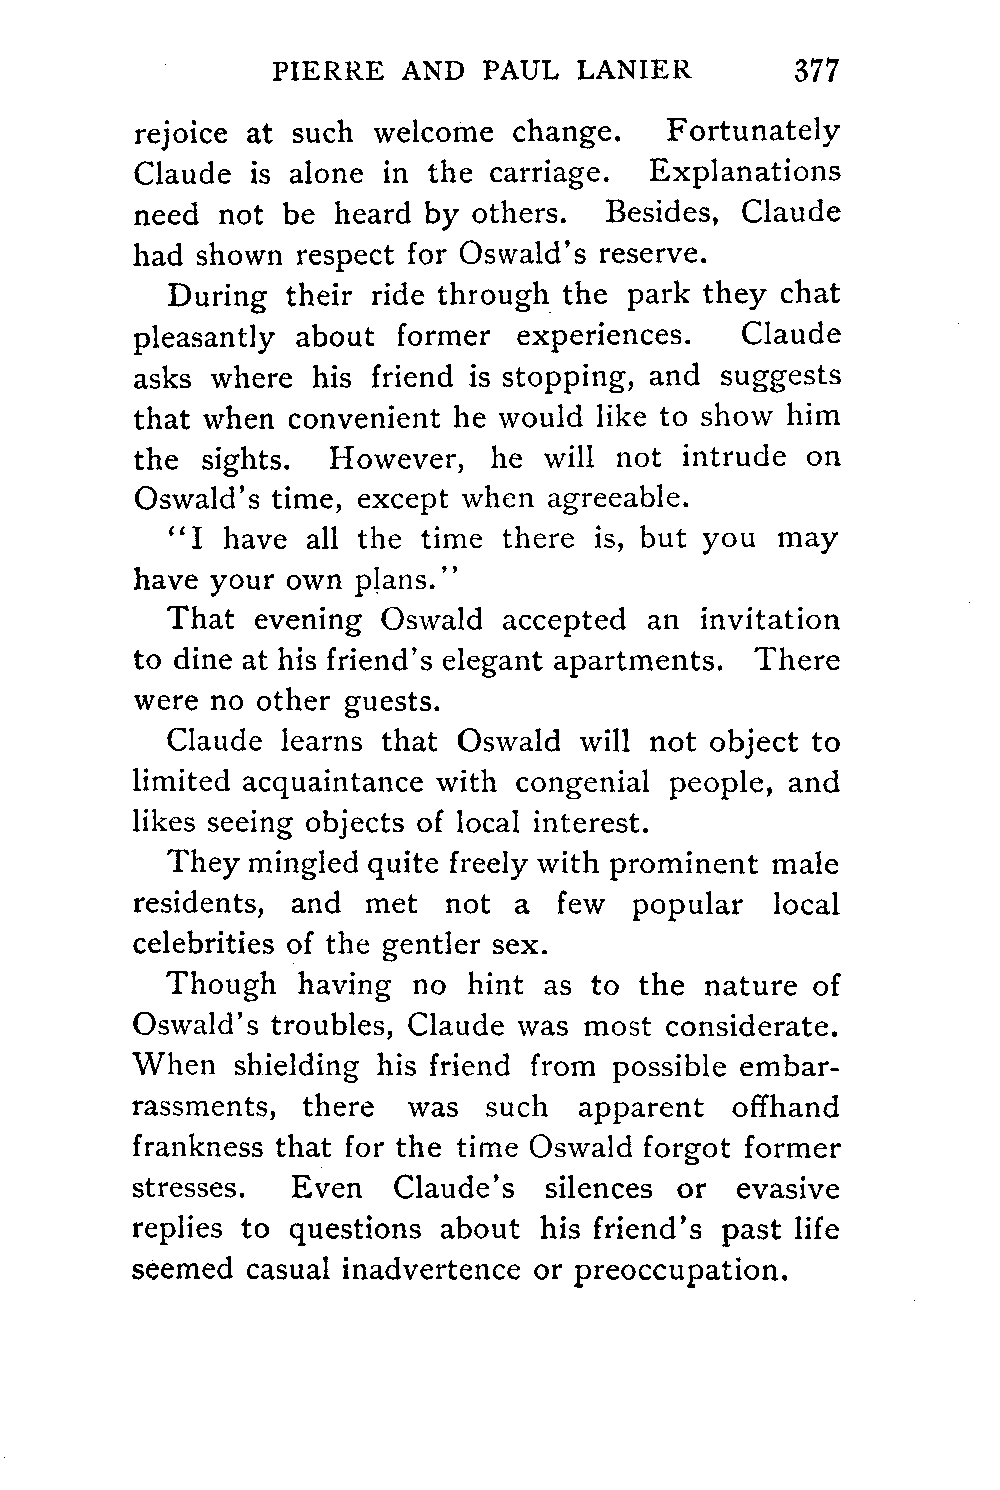 PIERRE AND PAUL LANIER 377
rejoice at such welcome change. Fortunately
Claude is alone in the carriage. Explanations
need not be heard by others. Besides, Claude
had shown respect for Oswald's reserve.
During their ride through the park they chat
pleasantly about former experiences. Claude
asks where his friend is stopping, and suggests
that when convenient he would like to show him
the sights. However, he will not intrude on
Oswald's time, except when agreeable.
"I have all the time there is, but you may
have your own plans."
That evening Oswald accepted an invitation
to dine at his friend's elegant apartments. There
were no other guests.
Claude learns that Oswald will not object to
limited acquaintance with congenial people, and
likes seeing objects of local interest.
They mingled quite freely with prominent male
residents, and met not a few popular local
celebrities of the gentler sex.
Though having no hint as to the nature of
Oswald's troubles, Claude was most considerate.
When shielding his friend from possible embar-
rassments, there was such apparent offhand
frankness that for the time Oswald forgot former
stresses. Even Claude's silences or evasive
replies to questions about his friend's past life
seemed casual inadvertence or preoccupation.